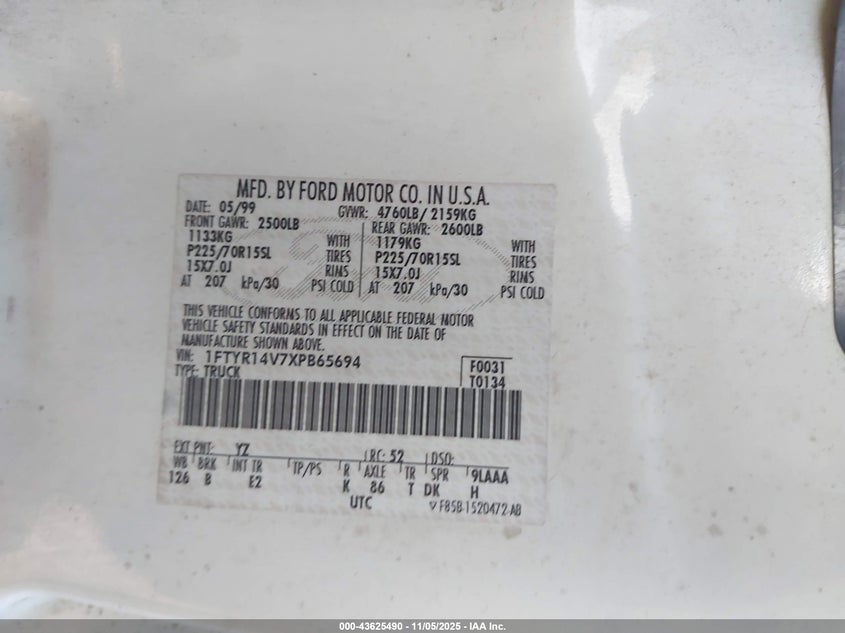 MFD. BY FORD MOTOR CO. IN U.S.A.
DATE: 05/99 GVWR: 4760LB/ 2159KG
FRONT GAWR: 2500LB REAR GAWR: 2600LB
1133KG WITH 1179KG WITH
P225/70R15SL TIRES P225/70R15SL TIRES
15X7.0J RIMS 15X7.0J RIMS
AT 207 kPa/30 PSI COLD AT 207 kPa/30 PSI COLD
THIS VEHICLE CONFORMS TO ALL APPLICABLE FEDERAL MOTOR
VEHICLE SAFETY STANDARDS IN EFFECT ON THE DATE OF
MANUFACTURE SHOWN ABOVE.
VIN: 1FTYR14V7XPB65694 F0031
TYPE: TRUCK T0134
EXT PNT: YZ RC: 52 DSO:
WB BRK INT TR TP/PS R AXLE TR SPR 9LAAA
126 B E2 K 86 T DK H
UTC F85B-1520472-AB
000-43625490 - 11/05/2025 - IAA Inc.